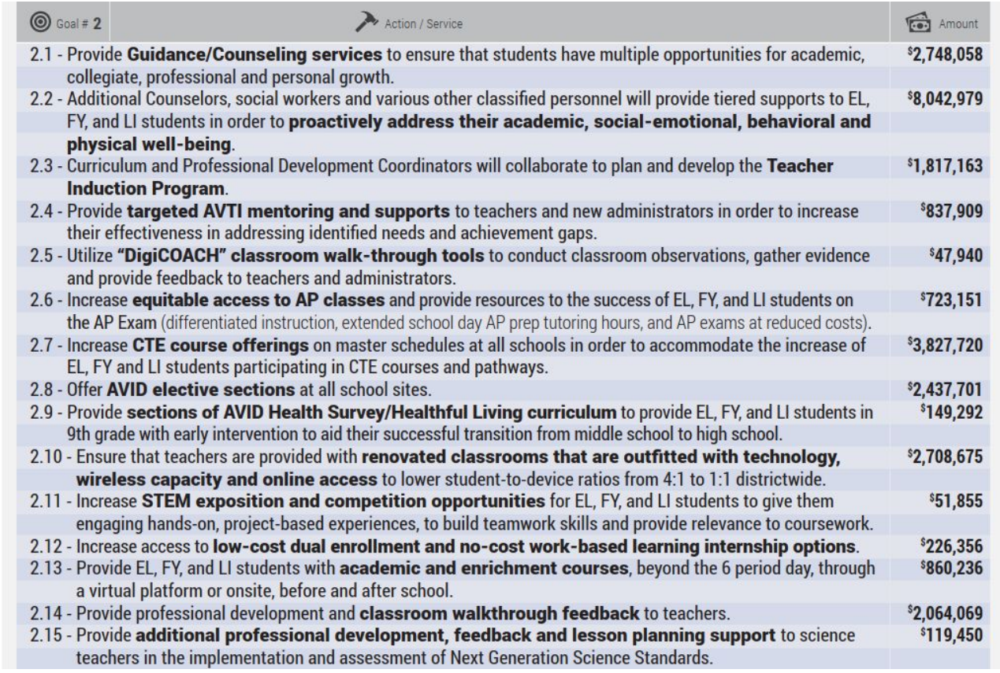 Goal # 2 Action / Service Amount
2.1 - Provide Guidance/Counseling services to ensure that students have multiple opportunities for academic, $2,748,058
collegiate, professional and personal growth.
2.2 - Additional Counselors, social workers and various other classified personnel will provide tiered supports to EL, $8,042,979
FY, and LI students in order to proactively address their academic, social-emotional, behavioral and
physical well-being.
2.3 - Curriculum and Professional Development Coordinators will collaborate to plan and develop the Teacher $1,817,163
Induction Program.
2.4 - Provide targeted AVTI mentoring and supports to teachers and new administrators in order to increase $837,909
their effectiveness in addressing identified needs and achievement gaps.
2.5 - Utilize “DigiCOACH” classroom walk-through tools to conduct classroom observations, gather evidence $47,940
and provide feedback to teachers and administrators.
2.6 - Increase equitable access to AP classes and provide resources to the success of EL, FY, and LI students on $723,151
the AP Exam (differentiated instruction, extended school day AP prep tutoring hours, and AP exams at reduced costs).
2.7 - Increase CTE course offerings on master schedules at all schools in order to accommodate the increase of $3,827,720
EL, FY and LI students participating in CTE courses and pathways.
2.8 - Offer AVID elective sections at all school sites. $2,437,701
2.9 - Provide sections of AVID Health Survey/Healthful Living curriculum to provide EL, FY, and LI students in $149,292
9th grade with early intervention to aid their successful transition from middle school to high school.
2.10 - Ensure that teachers are provided with renovated classrooms that are outfitted with technology, $2,708,675
wireless capacity and online access to lower student-to-device ratios from 4:1 to 1:1 districtwide.
2.11 - Increase STEM exposition and competition opportunities for EL, FY, and LI students to give them $51,855
engaging hands-on, project-based experiences, to build teamwork skills and provide relevance to coursework.
2.12 - Increase access to low-cost dual enrollment and no-cost work-based learning internship options. $226,356
2.13 - Provide EL, FY, and LI students with academic and enrichment courses, beyond the 6 period day, through $860,236
a virtual platform or onsite, before and after school.
2.14 - Provide professional development and classroom walkthrough feedback to teachers. $2,064,069
2.15 - Provide additional professional development, feedback and lesson planning support to science $119,450
teachers in the implementation and assessment of Next Generation Science Standards.